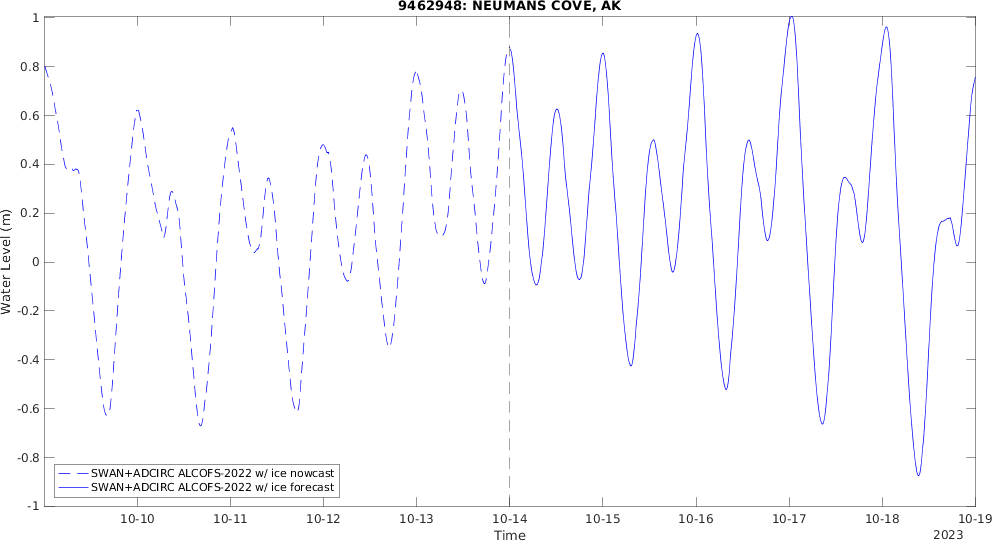 9462948: NEUMANS COVE, AK
1
0.8
0.6
0.4
0.2
0
-0.2
-0.4
-0.6
-0.8
-1
Water Level (m)
SWAN+ADCIRC ALCOFS-2022 w/ ice nowcast
SWAN+ADCIRC ALCOFS-2022 w/ ice forecast
10-10 10-11 10-12 10-13 10-14 10-15 10-16 10-17 10-18 10-19
Time
2023